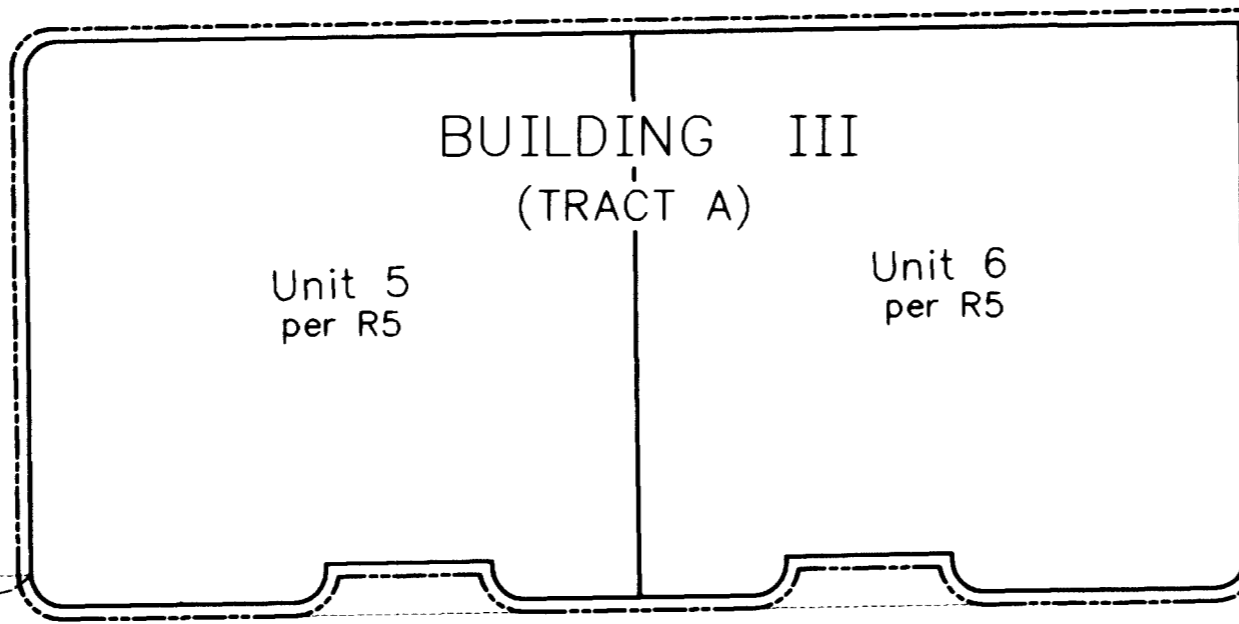 BUILDING III
(TRACT A)
Unit 5
per R5
Unit 6
per R5